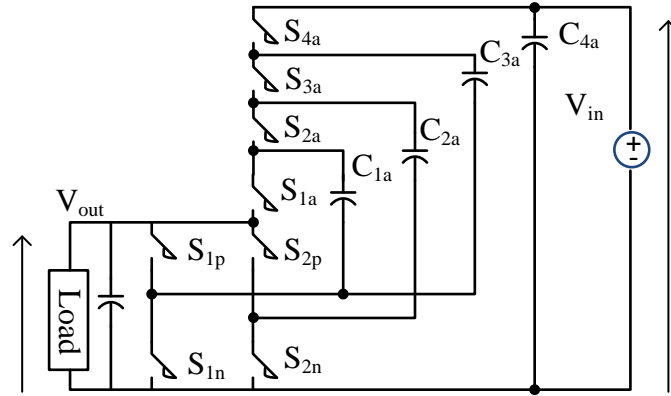 S4a
C4a
C3a
S3a
Vin
S2a
C2a
+
-
C1a
S1a
Vout
S1p
S2p
Load
S1n
S2n